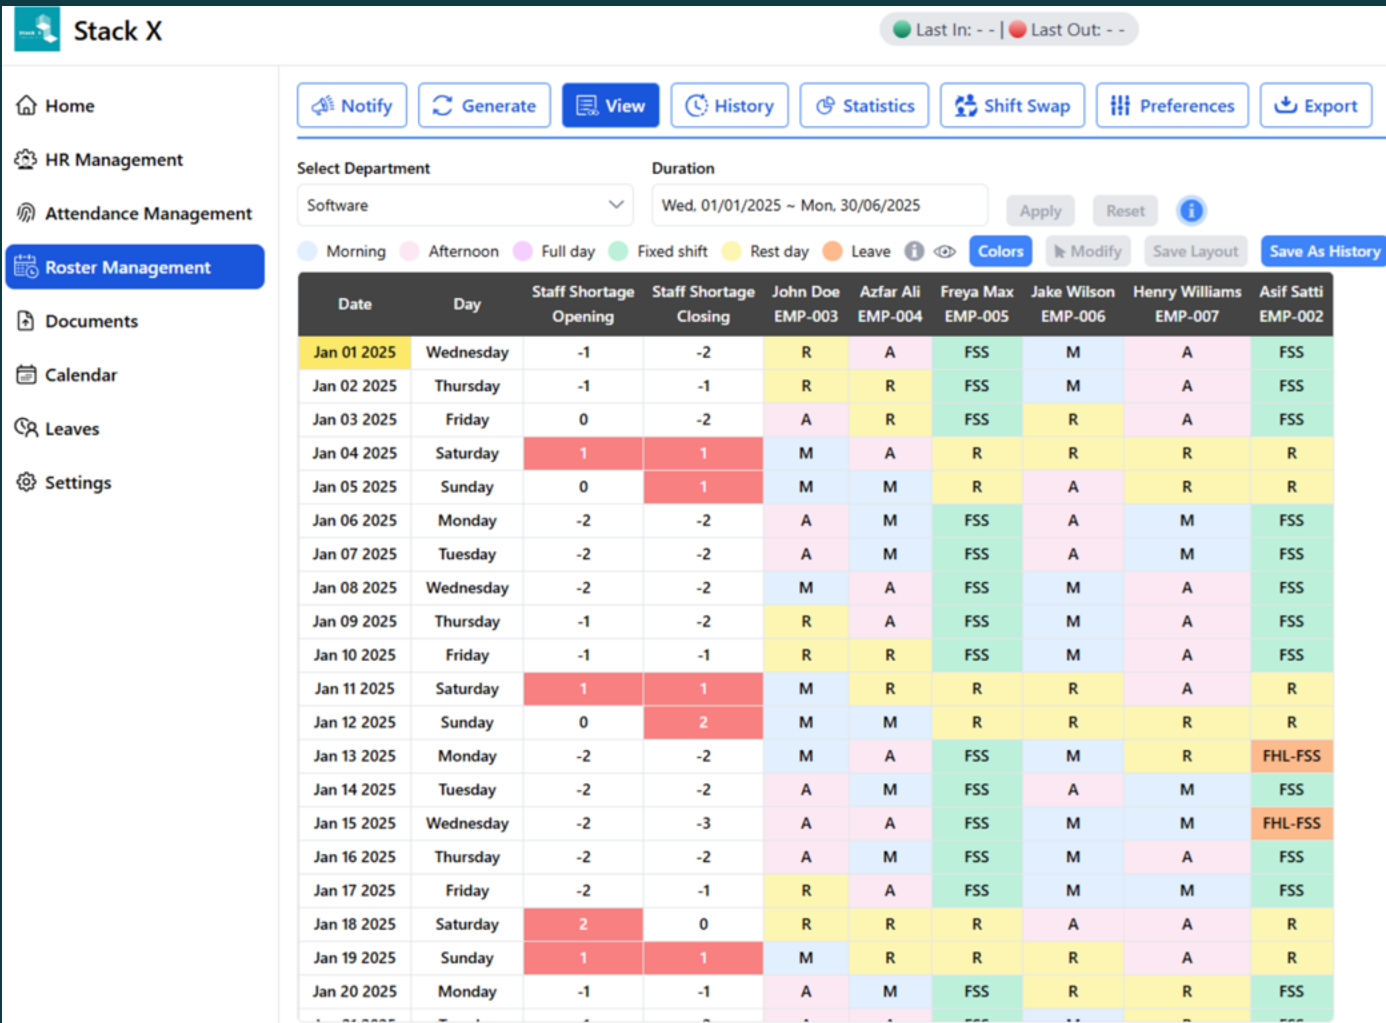 Stack X
Last In: - - | Last Out: - -
Home
HR Management
Attendance Management
Roster Management
Documents
Calendar
Leaves
Settings
Notify Generate View History Statistics Shift Swap Preferences Export
Select Department Duration
Software Wed, 01/01/2025 ~ Mon, 30/06/2025 Apply Reset
Morning Afternoon Full day Fixed shift Rest day Leave Colors Modify Save Layout Save As History
Date Day Staff Shortage Opening Staff Shortage Closing John Doe EMP-003 Azfar Ali EMP-004 Freya Max EMP-005 Jake Wilson EMP-006 Henry Williams EMP-007 Asif Satti EMP-002
Jan 01 2025 Wednesday -1 -2 R A FSS M A FSS
Jan 02 2025 Thursday -1 -1 R R FSS M A FSS
Jan 03 2025 Friday 0 -2 A R FSS R A FSS
Jan 04 2025 Saturday 1 1 M A R R R R
Jan 05 2025 Sunday 0 1 M M R A R R
Jan 06 2025 Monday -2 -2 A M FSS A M FSS
Jan 07 2025 Tuesday -2 -2 A M FSS A M FSS
Jan 08 2025 Wednesday -2 -2 M A FSS M A FSS
Jan 09 2025 Thursday -1 -2 R A FSS M A FSS
Jan 10 2025 Friday -1 -1 R R FSS M A FSS
Jan 11 2025 Saturday 1 1 M R R R A R
Jan 12 2025 Sunday 0 2 M M R R R R
Jan 13 2025 Monday -2 -2 M A FSS M R FHL-FSS
Jan 14 2025 Tuesday -2 -2 A M FSS A M FSS
Jan 15 2025 Wednesday -2 -3 A A FSS M M FHL-FSS
Jan 16 2025 Thursday -2 -2 A M FSS M A FSS
Jan 17 2025 Friday -2 -1 R A FSS M M FSS
Jan 18 2025 Saturday 2 0 R R R A A R
Jan 19 2025 Sunday 1 1 M R R R A R
Jan 20 2025 Monday -1 -1 A M FSS R R FSS